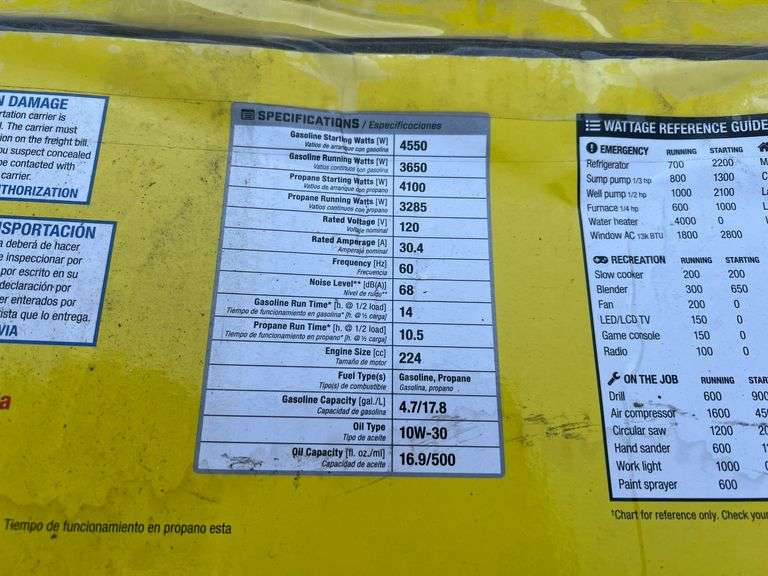 N DAMAGE
rtation carrier is
. The carrier must
on on the freight bill.
ou suspect concealed
be contacted with
carrier.
THORIZATION
NSPORTACIÓN
a deberá de hacer
e inspeccionar por
por escrito en su
declaración por
er enterados por
ista que lo entrega.
VIA
a
SPECIFICATIONS / Especificaciones
Gasoline Starting Watts [W] 4550
Vatios de arranque con gasolina
Gasoline Running Watts [W] 3650
Vatios continuos con gasolina
Propane Starting Watts [W] 4100
Vatios de arranque con propano
Propane Running Watts [W] 3285
Vatios continuos con propano
Rated Voltage [V] 120
Voltaje nominal
Rated Amperage [A] 30.4
Amperaje nominal
Frequency [Hz] 60
Frecuencia
Noise Level** [dB(A)] 68
Nivel de ruido**
Gasoline Run Time* [h. @ 1/2 load] 14
Tiempo de funcionamiento en gasolina* [h. @ ½ carga]
Propane Run Time* [h. @ 1/2 load] 10.5
Tiempo de funcionamiento en propano* [h. @ ½ carga]
Engine Size [cc] 224
Tamaño de motor
Fuel Type(s) Gasoline, Propane
Tipo(s) de combustible Gasolina, propano
Gasoline Capacity [gal./L] 4.7/17.8
Capacidad de gasolina
Oil Type 10W-30
Tipo de aceite
Oil Capacity [fl. oz./ml] 16.9/500
Capacidad de aceite
WATTAGE REFERENCE GUIDE
EMERGENCY RUNNING STARTING
Refrigerator 700 2200 M
Sump pump 1/3 hp 800 1300 C
Well pump 1/2 hp 1000 2100 La
Furnace 1/4 hp 600 1000
Water heater 4000 0
Window AC 13k BTU 1800 2800
RECREATION RUNNING STARTING
Slow cooker 200 200
Blender 300 650
Fan 200 0
LED/LCD TV 150 0
Game console 150 0
Radio 100 0
ON THE JOB RUNNING START
Drill 600 900
Air compressor 1600 450
Circular saw 1200 20
Hand sander 600 1
Work light 1000 0
Paint sprayer 600
†Chart for reference only. Check your
Tiempo de funcionamiento en propano esta